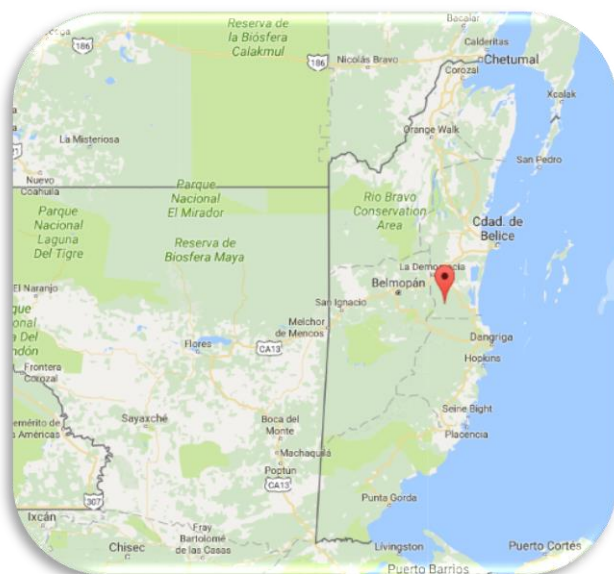 Reserva de
la Biósfera
Calakmul
Bacalar
Calderitas
Chetumal
186
186
Nicolás Bravo
Corozal
Xcalak
La Misteriosa
Orange Walk
San Pedro
Nuevo
Coahuila
Parque
Nacional
El Mirador
Rio Bravo
Conservation
Area
Parque
Nacional
Laguna
Del Tigre
Reserva de
Biosfera Maya
Cdad. de
Belice
La Democracia
Belmopán
El Naranjo
San Ignacio
Melchor
de Mencos
Flores
CA13
Dangriga
Hopkins
Frontera
Corozal
Sayaxché
Boca del
Monte
Seine Bight
Placencia
Machaquila
Poptun
CA13
307
Punta Gorda
Ixcán
Chisec
Fray
Bartolomé
de las Casas
Livingston
Puerto Barrios
Puerto Cortés